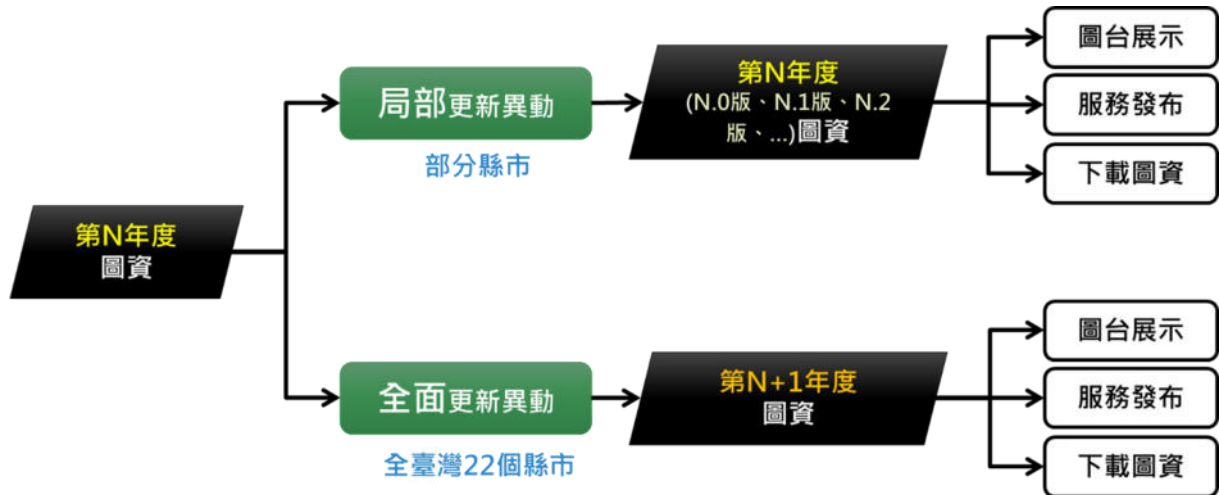 第N年度
圖資
局部更新異動
部分縣市
第N年度
(N.0版、N.1版、N.2
版、...)圖資
圖台展示
服務發布
下載圖資
全面更新異動
全臺灣22個縣市
第N+1年度
圖資
圖台展示
服務發布
下載圖資